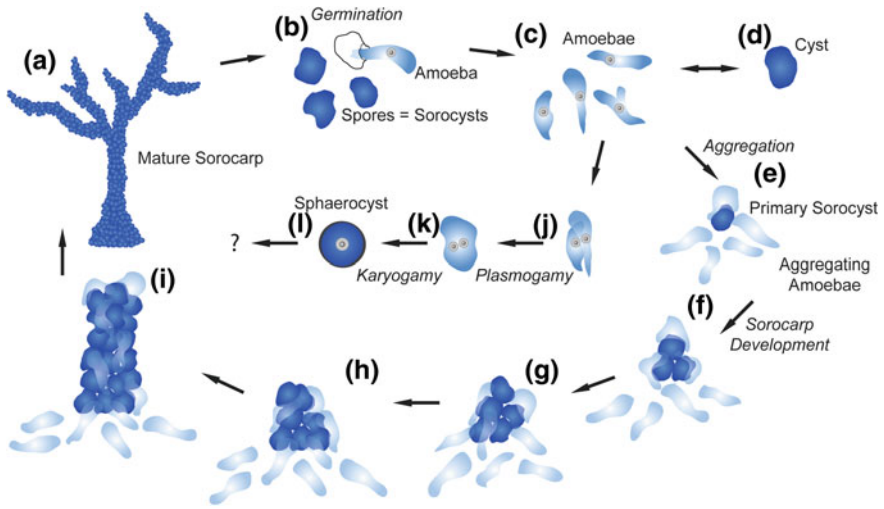 (a)
Mature Sorocarp
(b)
Germination
Amoeba
Spores = Sorocysts
(c)
Amoebae
(d)
Cyst
Aggregation
(e)
Primary Sorocyst
Aggregating
Amoebae
(f)
Sorocarp
Development
(g)
(h)
(i)
(j)
Plasmogamy
(k)
Karyogamy
Sphaerocyst
(l)
?